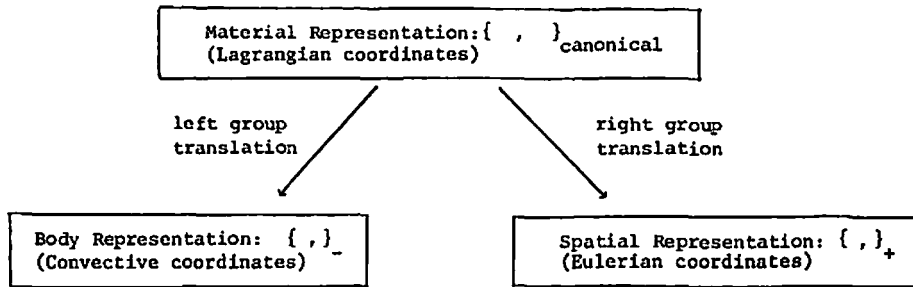 Material Representation:{ , }canonical
(Lagrangian coordinates)
left group
translation
right group
translation
Body Representation: { ,}-
(Convective coordinates)
Spatial Representation: { ,}+
(Eulerian coordinates)